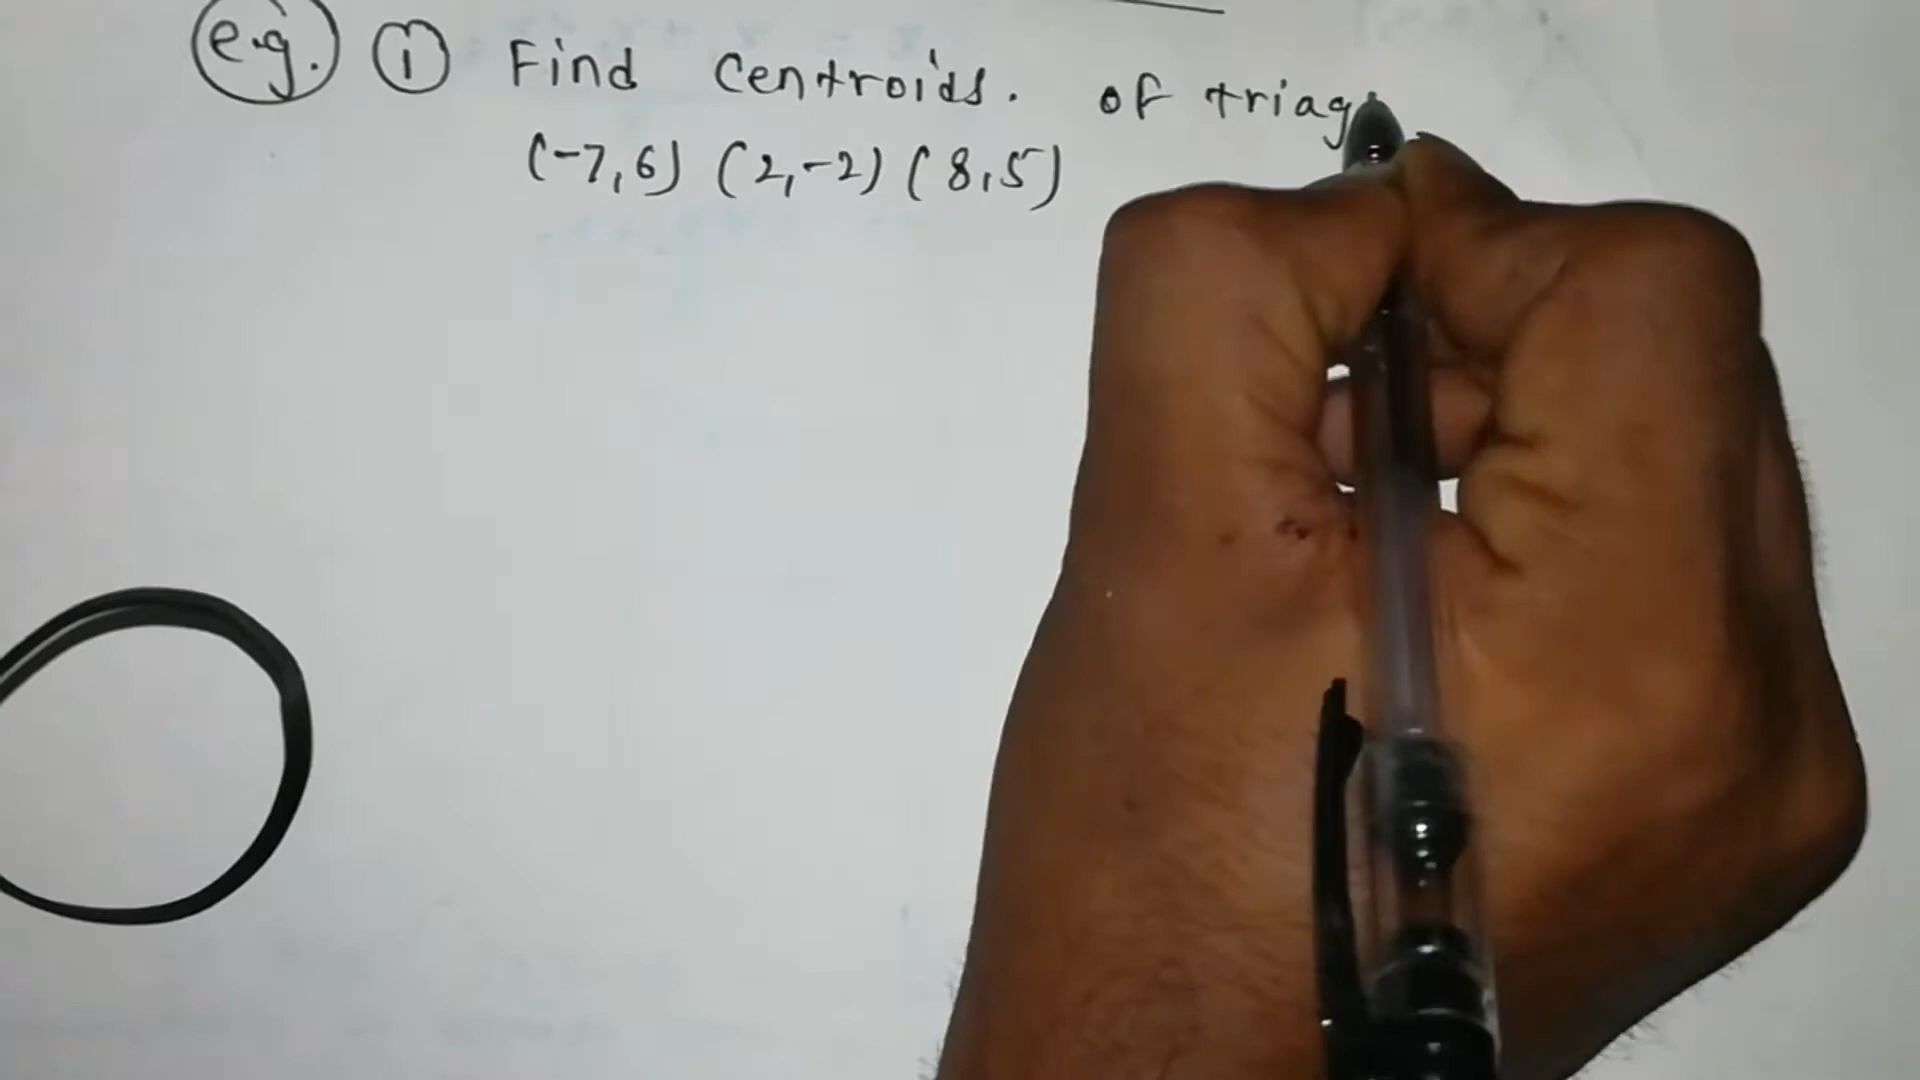 e.g. ① Find Centroids. of triag
(-7,6) (2,-2) (8,5)